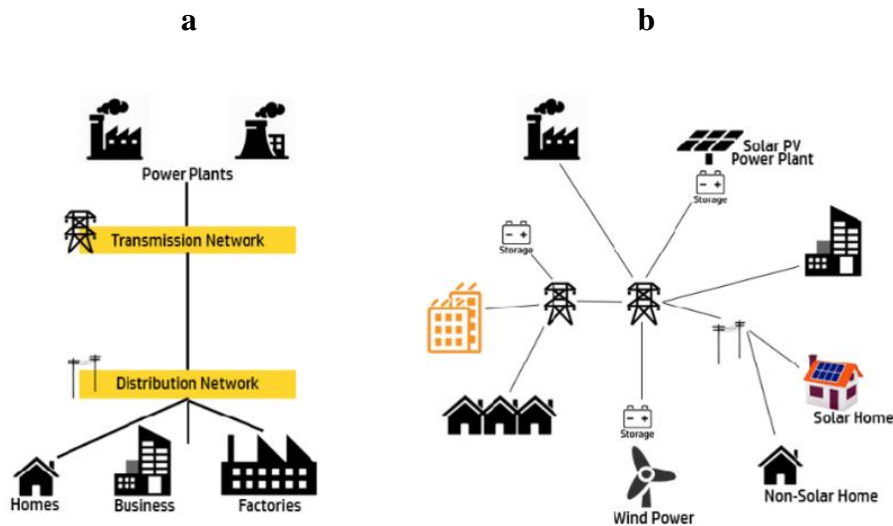 a
Power Plants
Transmission Network
Distribution Network
Homes
Business
Factories
b
Solar PV
Power Plant
Storage
Storage
Storage
Solar Home
Non-Solar Home
Wind Power